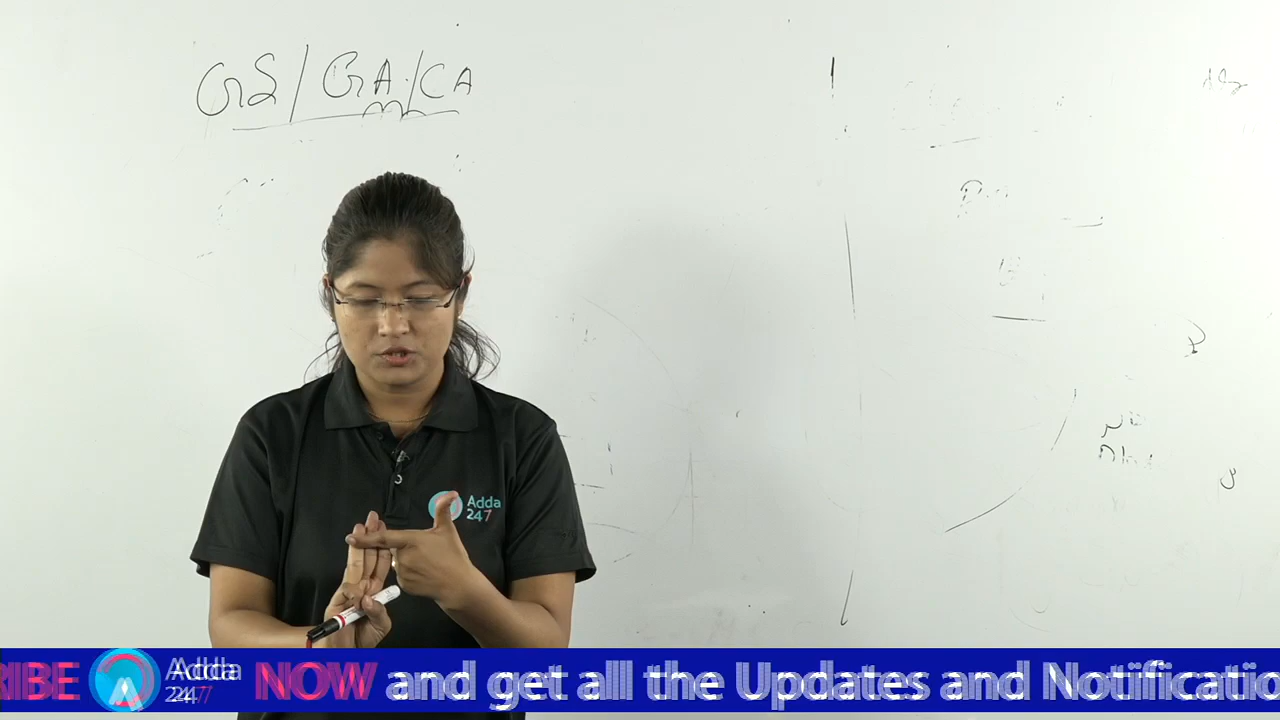 GS/GA/CA
Adda
247
RIBE Adda 247 NOW and get all the Updates and Notificatio